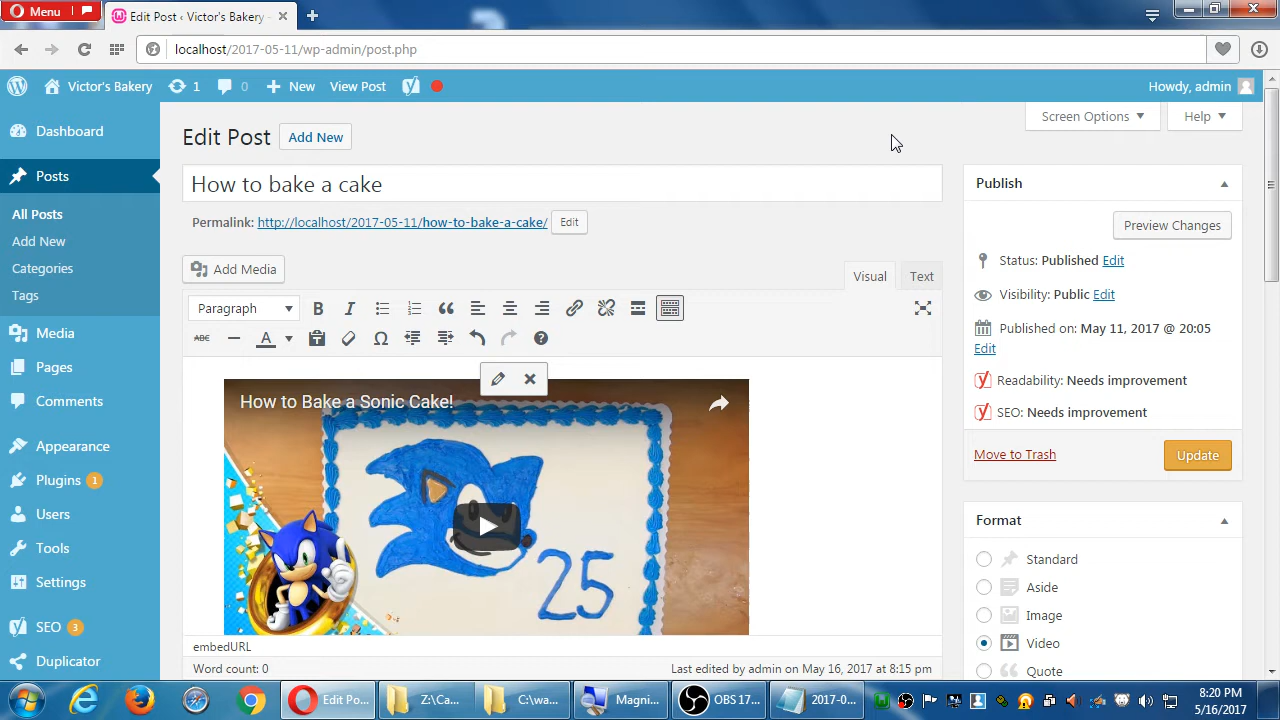 Menu
Edit Post ‹ Victor's Bakery -
localhost/2017-05-11/wp-admin/post.php
Victor's Bakery
1
0
New
View Post
Howdy, admin
Dashboard
Posts
All Posts
Add New
Categories
Tags
Media
Pages
Comments
Appearance
Plugins 1
Users
Tools
Settings
SEO 3
Duplicator
Screen Options
Help
Edit Post
Add New
How to bake a cake
Permalink: http://localhost/2017-05-11/how-to-bake-a-cake/ Edit
Add Media
Visual
Text
Paragraph
B
I
ABC
A
How to Bake a Sonic Cake!
25
embedURL
Word count: 0
Last edited by admin on May 16, 2017 at 8:15 pm
Publish
Preview Changes
Status: Published Edit
Visibility: Public Edit
Published on: May 11, 2017 @ 20:05
Edit
Readability: Needs improvement
SEO: Needs improvement
Move to Trash
Update
Format
Standard
Aside
Image
Video
Quote
Edit Po...
Z:\Ca...
C:\wa...
Magni...
OBS 17...
2017-0...
8:20 PM
5/16/2017